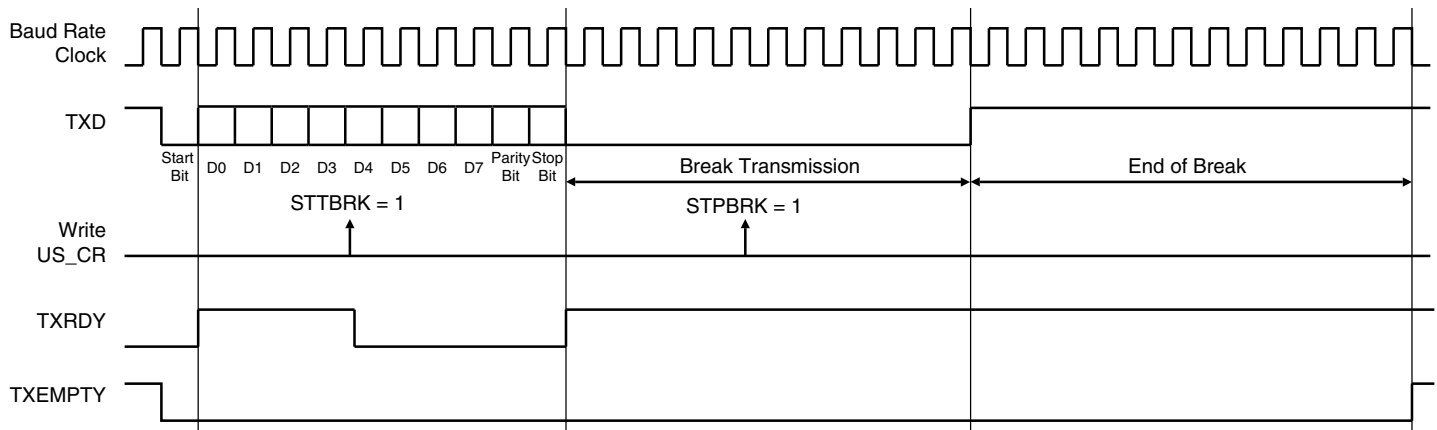 Baud Rate
Clock
TXD
Start
Bit
D0 D1 D2 D3 D4 D5 D6 D7
Parity
Bit
Stop
Bit
Break Transmission
End of Break
STTBRK = 1
STPBRK = 1
Write
US_CR
TXRDY
TXEMPTY